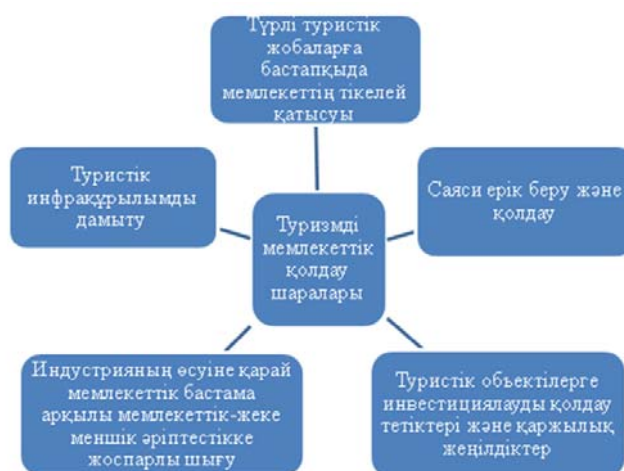 Түрлі туристік
жобаларға
бастапқыда
мемлекеттің тікелей
қатысуы
Туристік
инфрақұрылымды
дамыту
Саяси ерік беру және
қолдау
Туризмді
мемлекеттік
қолдау
шаралары
Индустрияның өсуіне қарай
мемлекеттік бастама
арқылы мемлекеттік-жеке
меншік әріптестікке
жоспарлы шығу
Туристік объектілерге
инвестициялауды қолдау
тетіктері және қаржылық
жеңілдіктер